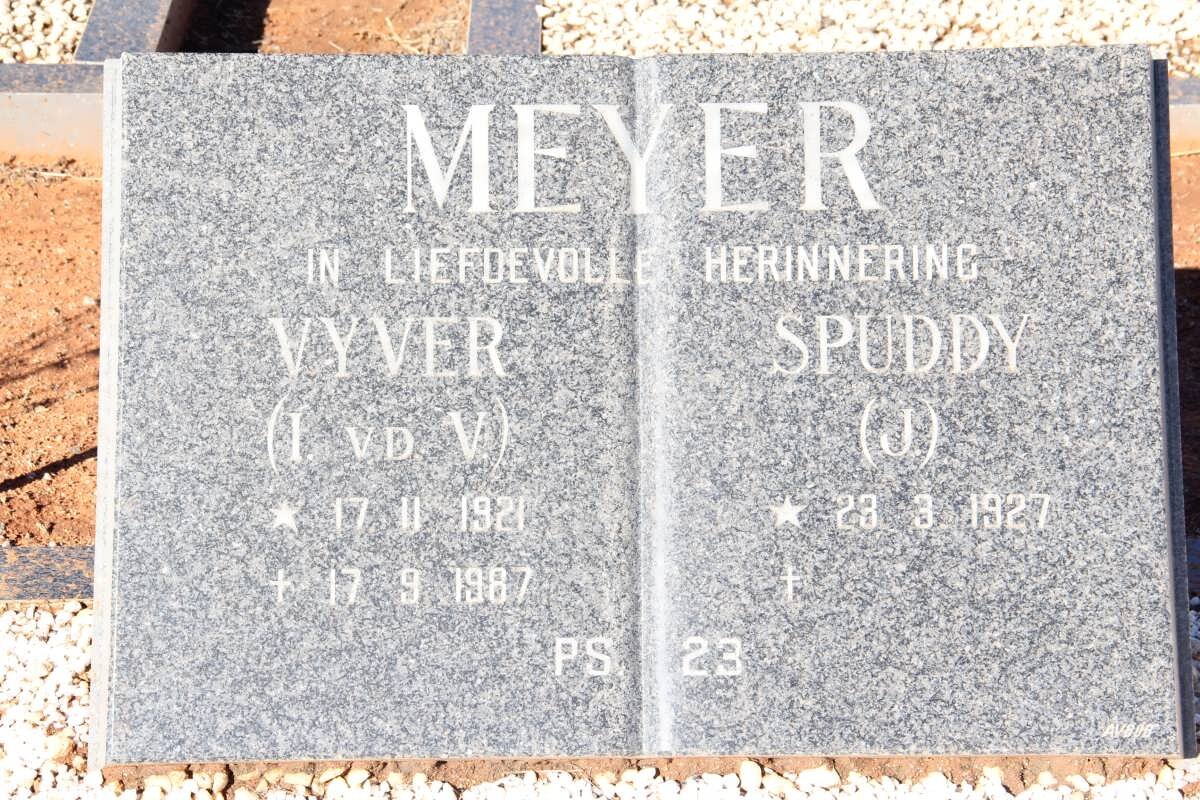 MEYER
IN LIEFDEVOLLE HERINNERING
VYVER
(I. VD V.)
★ 17 11 1921
† 17 9 1987
SPUDDY
(J.)
★ 23 3 1927
†
PS. 23